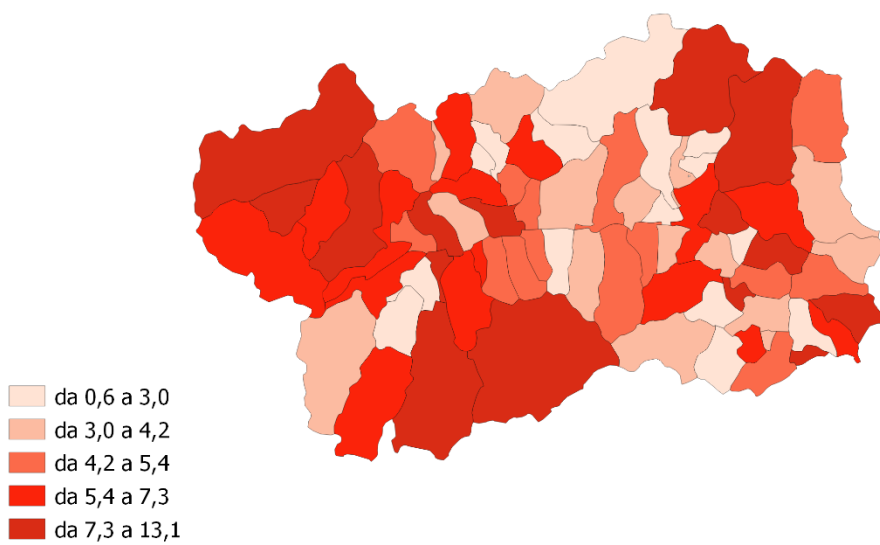 da 0,6 a 3,0
da 3,0 a 4,2
da 4,2 a 5,4
da 5,4 a 7,3
da 7,3 a 13,1